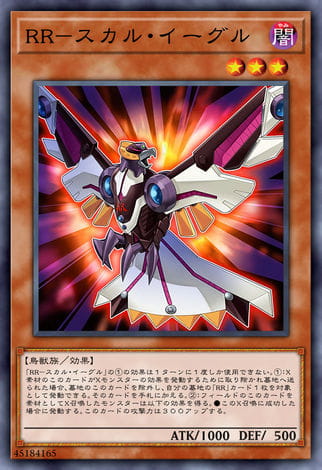 RR－スカル・イーグル
闇
やみ
【鳥獣族／効果】
「RR－スカル・イーグル」の①の効果は１ターンに１度しか使用できない。①：X
素材のこのカードがXモンスターの効果を発動するために取り除かれ墓地へ送
られた場合、墓地のこのカードを除外し、自分の墓地の「RR」カード１枚を対象
として発動できる。そのカードを手札に加える。②：フィールドのこのカードを
素材としてX召喚したモンスターは以下の効果を得る。●このX召喚に成功した
場合に発動する。このカードの攻撃力は３００アップする。
ATK/1000 DEF/ 500
45184165